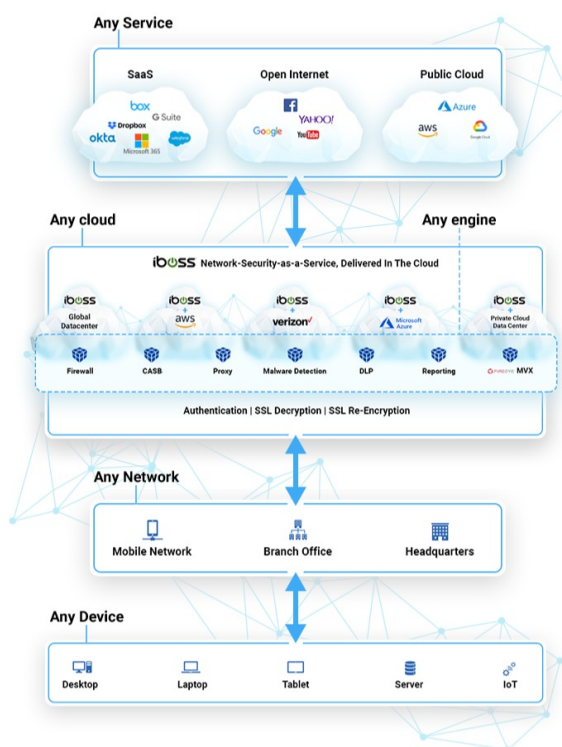 Any Service
SaaS
Open Internet
Public Cloud
box
G Suite
Dropbox
okta
salesforce
Microsoft 365
YAHOO!
Google
YouTube
Azure
aws
Google Cloud
Any cloud
Any engine
iboss Network-Security-as-a-Service, Delivered In The Cloud
iboss
Global
Datacenter
iboss
+
aws
iboss
+
verizon
iboss
+
Microsoft
Azure
iboss
+
Private Cloud
Data Center
Firewall
CASB
Proxy
Malware Detection
DLP
Reporting
FIREEYE MVX
Authentication | SSL Decryption | SSL Re-Encryption
Any Network
Mobile Network
Branch Office
Headquarters
Any Device
Desktop
Laptop
Tablet
Server
IoT